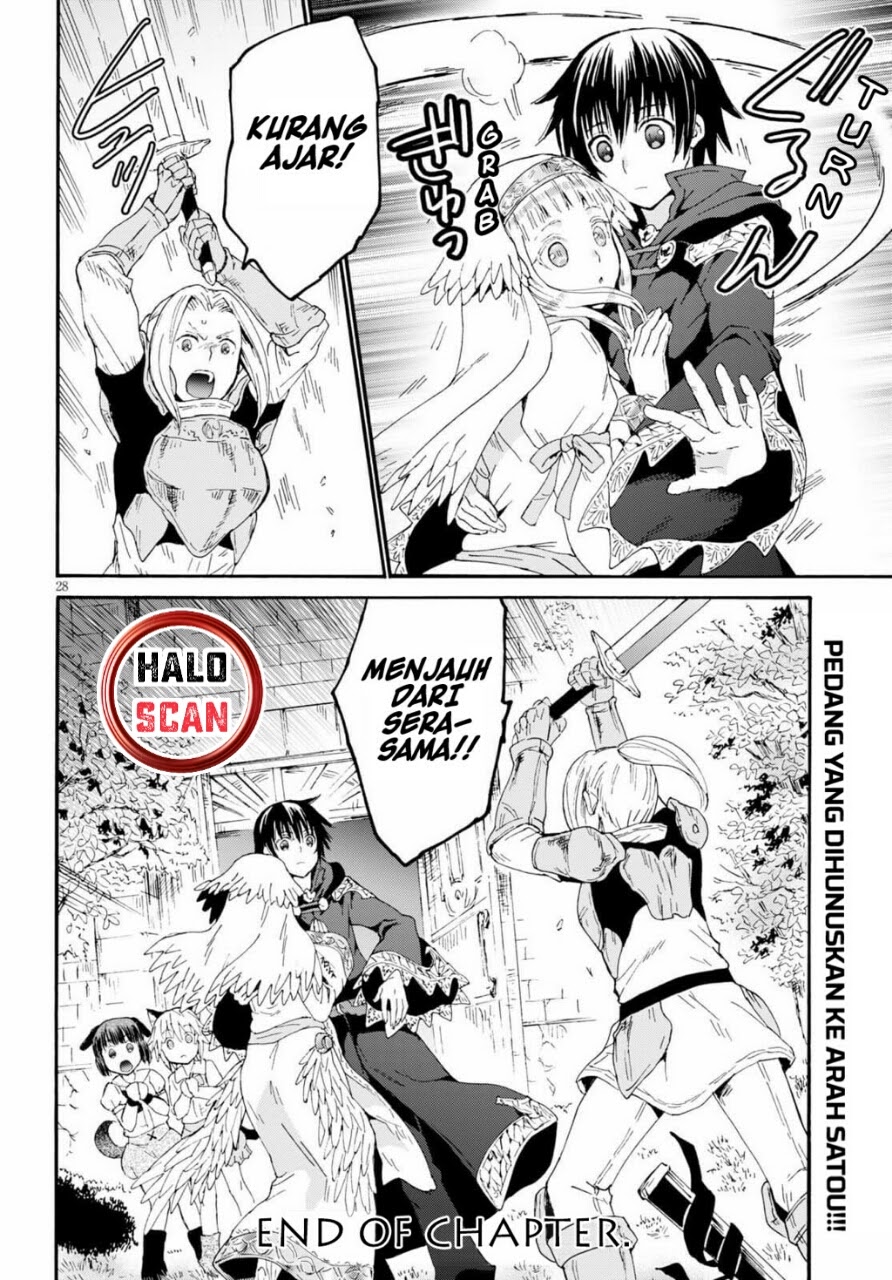 TURN
ぐるん
GRAB
ぎゅっ
KURANG
AJAR!
28
HALO
SCAN
MENJAUH
DARI
SERA-
SAMA!!
PEDANG YANG DIHUNUSKAN KE ARAH SATOU!!!
END OF CHAPTER.